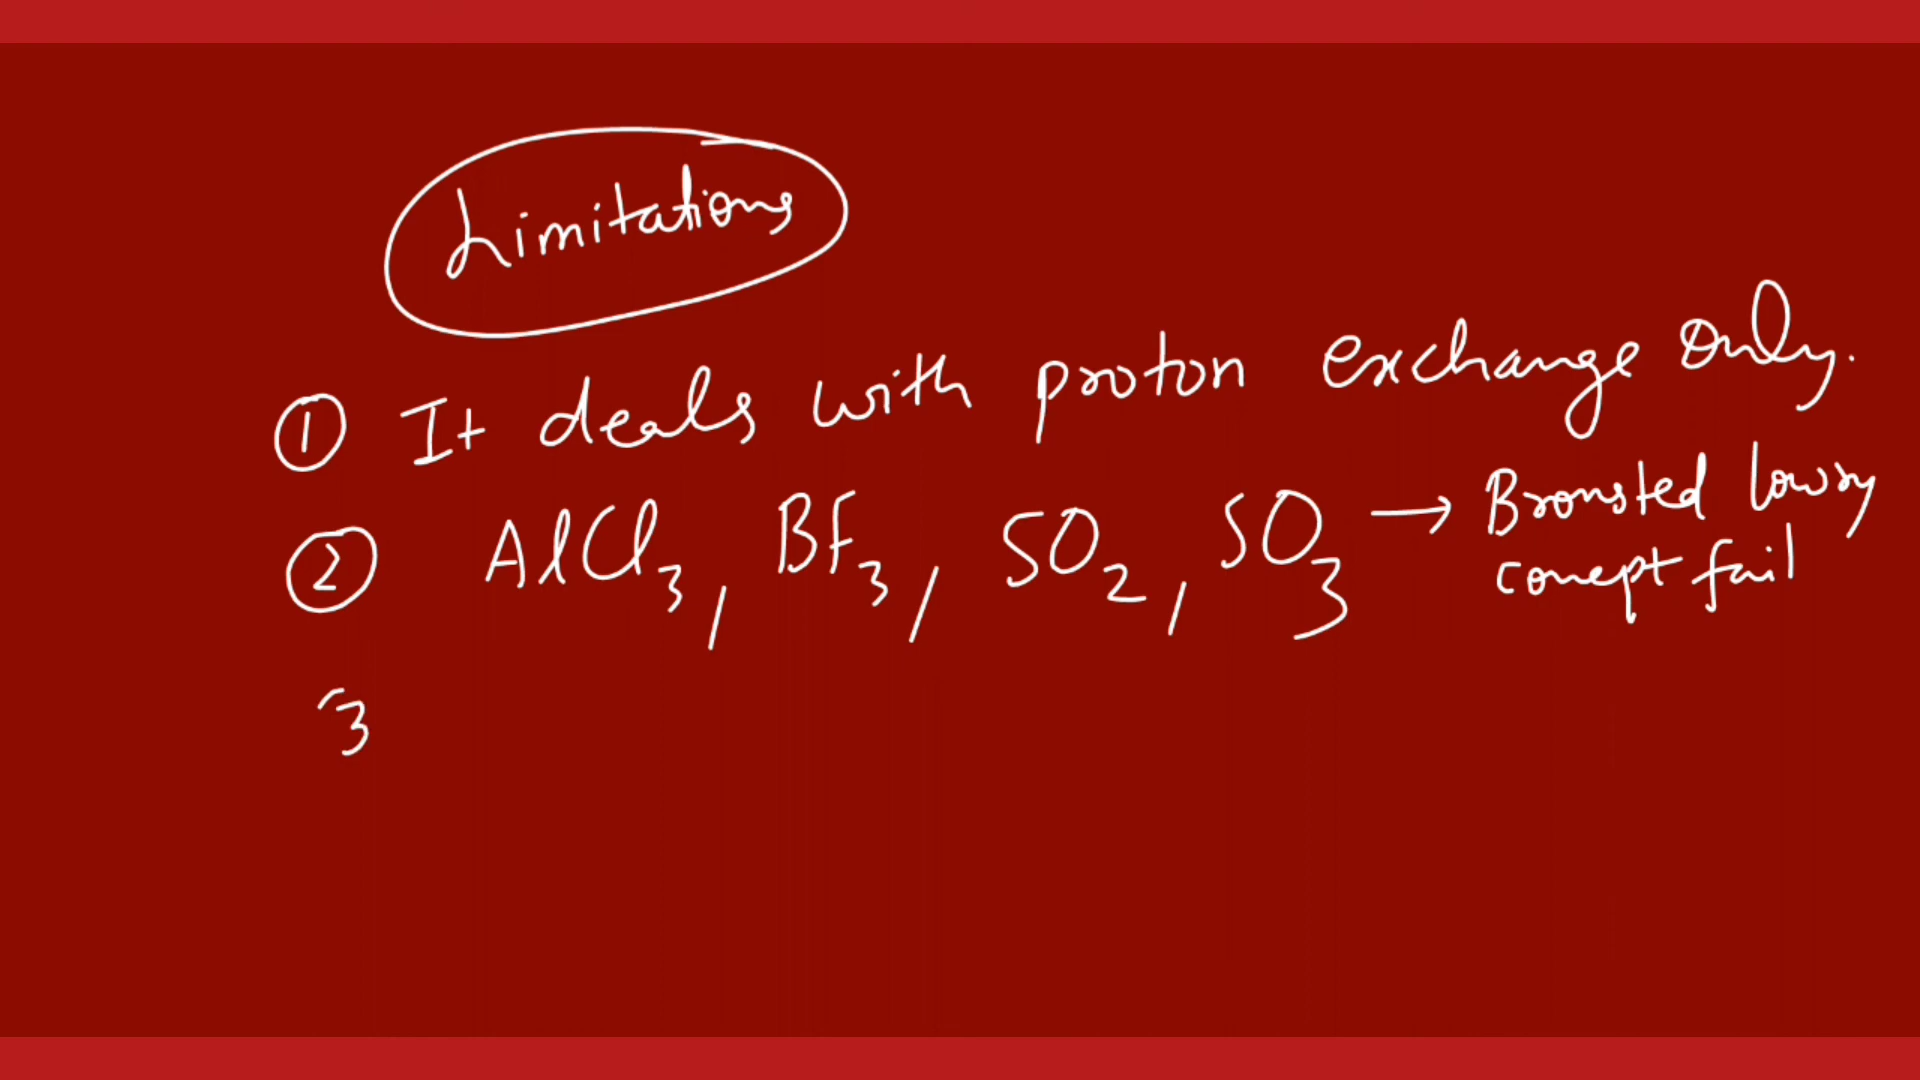 Limitations
① It deals with proton exchange only.
② AlCl₃, BF₃, SO₂, SO₃ → Bronsted lowry
concept fail
3